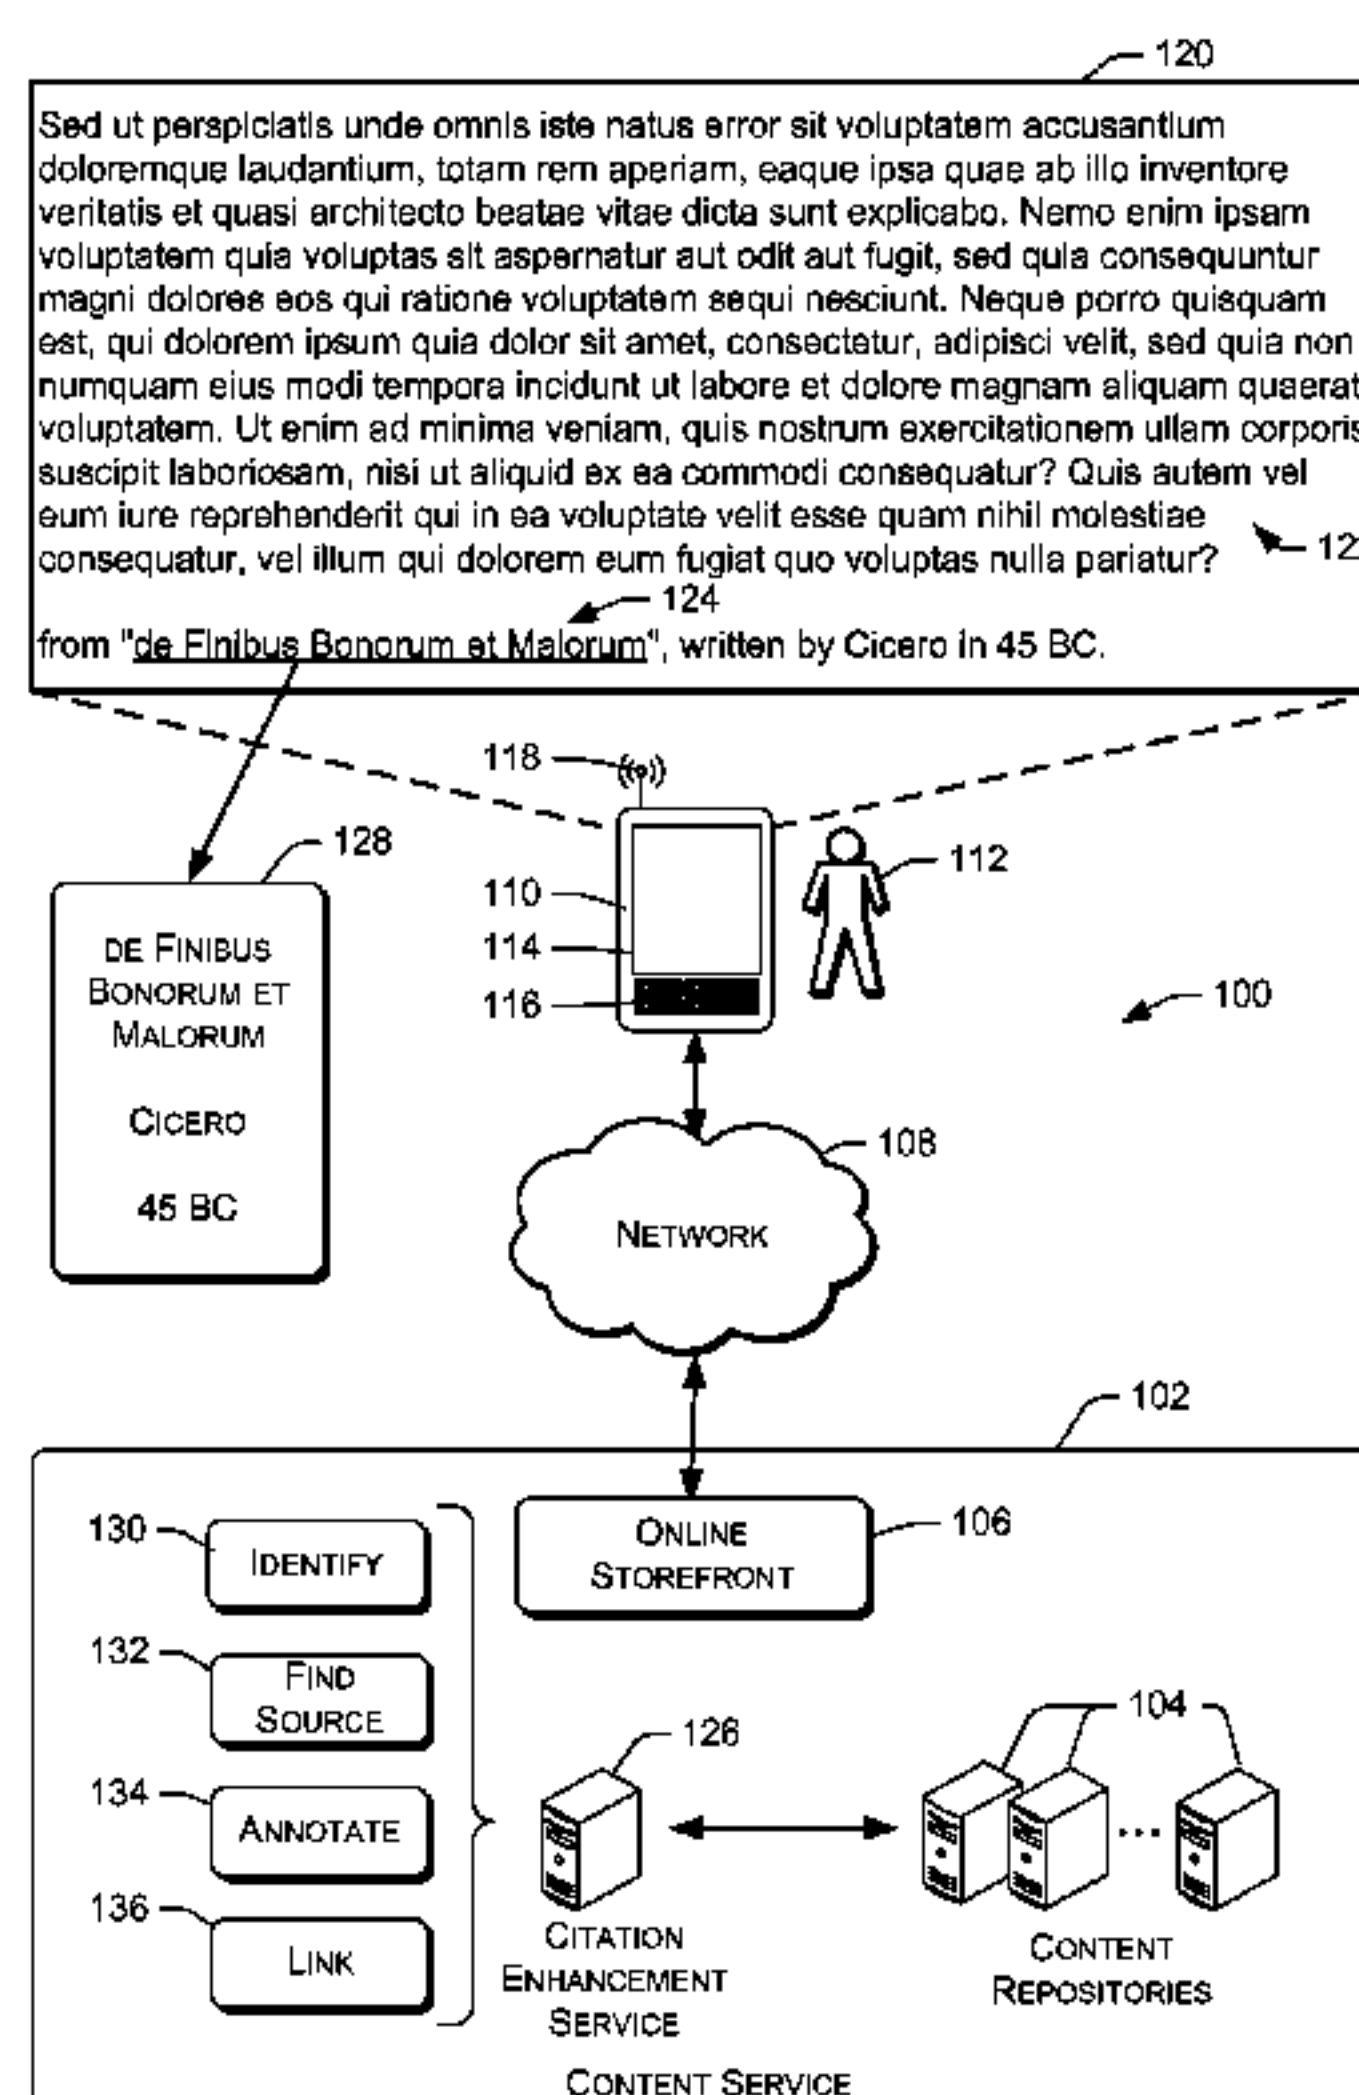 120
Sed ut perspiciatis unde omnis iste natus error sit voluptatem accusantium
doloremque laudantium, totam rem aperiam, eaque ipsa quae ab illo inventore
veritatis et quasi architecto beatae vitae dicta sunt explicabo. Nemo enim ipsam
voluptatem quia voluptas sit aspernatur aut odit aut fugit, sed quia consequuntur
magni dolores eos qui ratione voluptatem sequi nesciunt. Neque porro quisquam
est, qui dolorem ipsum quia dolor sit amet, consectetur, adipisci velit, sed quia non
numquam eius modi tempora incidunt ut labore et dolore magnam aliquam quaerat
voluptatem. Ut enim ad minima veniam, quis nostrum exercitationem ullam corporis
suscipit laboriosam, nisi ut aliquid ex ea commodi consequatur? Quis autem vel
eum iure reprehenderit qui in ea voluptate velit esse quam nihil molestiae
consequatur, vel illum qui dolorem eum fugiat quo voluptas nulla pariatur?
124
from "de Finibus Bonorum et Malorum", written by Cicero in 45 BC.
118
128
112
110
114
116
100
DE FINIBUS
BONORUM ET
MALORUM
CICERO
45 BC
108
NETWORK
102
130
IDENTIFY
ONLINE
STOREFRONT
106
132
FIND
SOURCE
134
ANNOTATE
136
LINK
126
104
CITATION
ENHANCEMENT
SERVICE
CONTENT
REPOSITORIES
CONTENT SERVICE